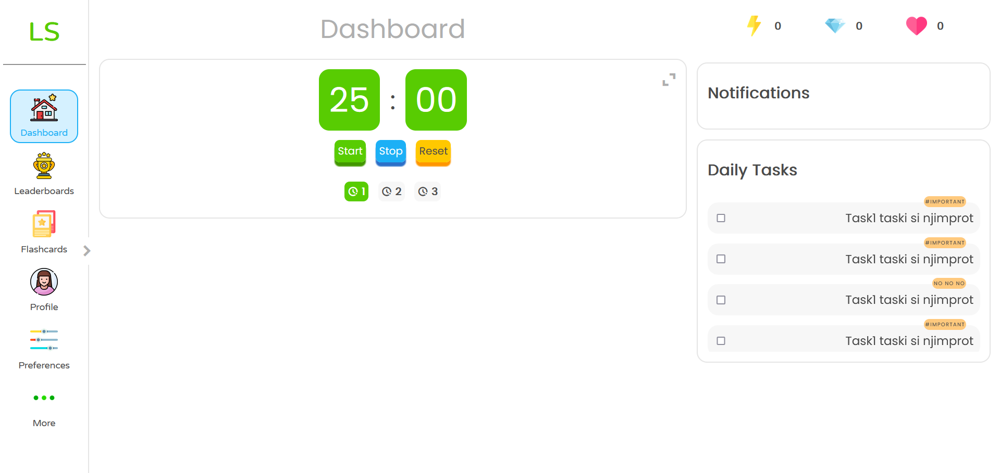 LS
Dashboard
Leaderboards
Flashcards
Profile
Preferences
More
Dashboard
0
0
0
25 : 00
Start
Stop
Reset
1
2
3
Notifications
Daily Tasks
#IMPORTANT
Task1 taski si njimprot
#IMPORTANT
Task1 taski si njimprot
NO NO NO
Task1 taski si njimprot
#IMPORTANT
Task1 taski si njimprot